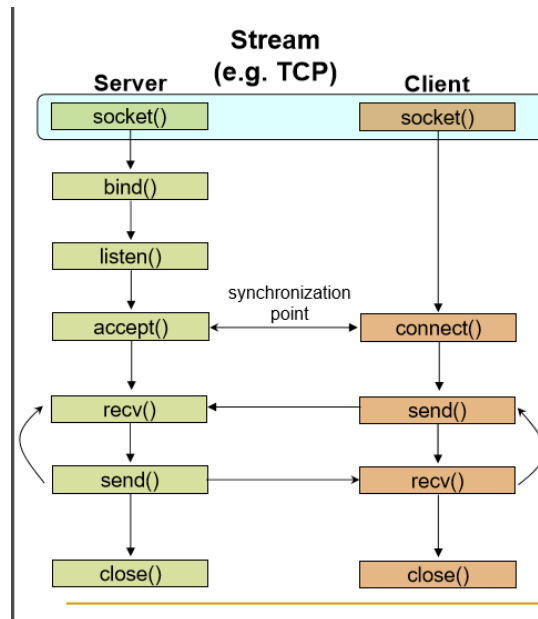 Stream
(e.g. TCP)
Server
Client
socket()
socket()
bind()
listen()
synchronization
point
accept()
connect()
recv()
send()
send()
recv()
close()
close()